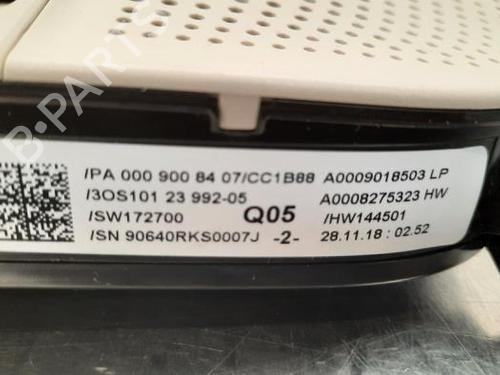 B-PARTS
/PA 000 900 84 07/CC1B88 A0009018503 LP
/3OS101 23 992-05 A0008275323 HW
/SW172700 Q05 /HW144501
/SN 90640RKS0007J -2- 28.11.18 : 02.52